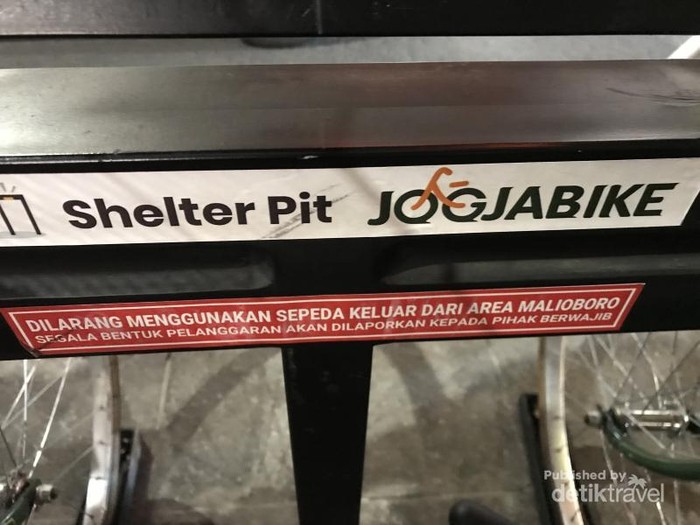 Shelter Pit JOGJABIKE
DILARANG MENGGUNAKAN SEPEDA KELUAR DARI AREA MALIOBORO
SEGALA BENTUK PELANGGARAN AKAN DILAPORKAN KEPADA PIHAK BERWAJIB
Published by
detiktravel